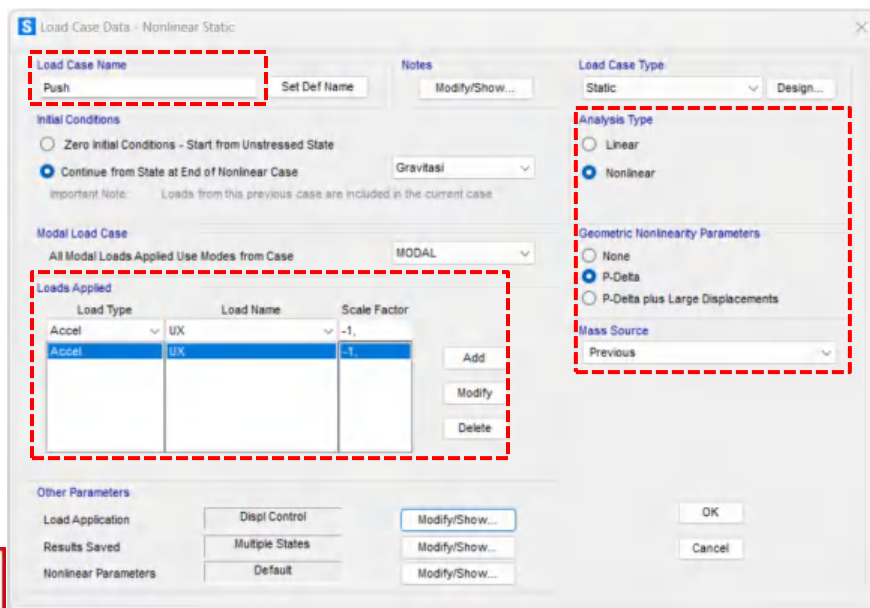 S Load Case Data - Nonlinear Static
Load Case Name
Push
Set Def Name
Notes
Modify/Show...
Load Case Type
Static
Design...
Initial Conditions
Zero Initial Conditions - Start from Unstressed State
Continue from State at End of Nonlinear Case
Gravitasi
Important Note: Loads from this previous case are included in the current case
Analysis Type
Linear
Nonlinear
Modal Load Case
All Modal Loads Applied Use Modes from Case
MODAL
Geometric Nonlinearity Parameters
None
P-Delta
P-Delta plus Large Displacements
Loads Applied
Load Type Load Name Scale Factor
Accel UX -1,
Accel UX -1,
Add
Modify
Delete
Mass Source
Previous
Other Parameters
Load Application Displ Control Modify/Show...
Results Saved Multiple States Modify/Show...
Nonlinear Parameters Default Modify/Show...
OK
Cancel